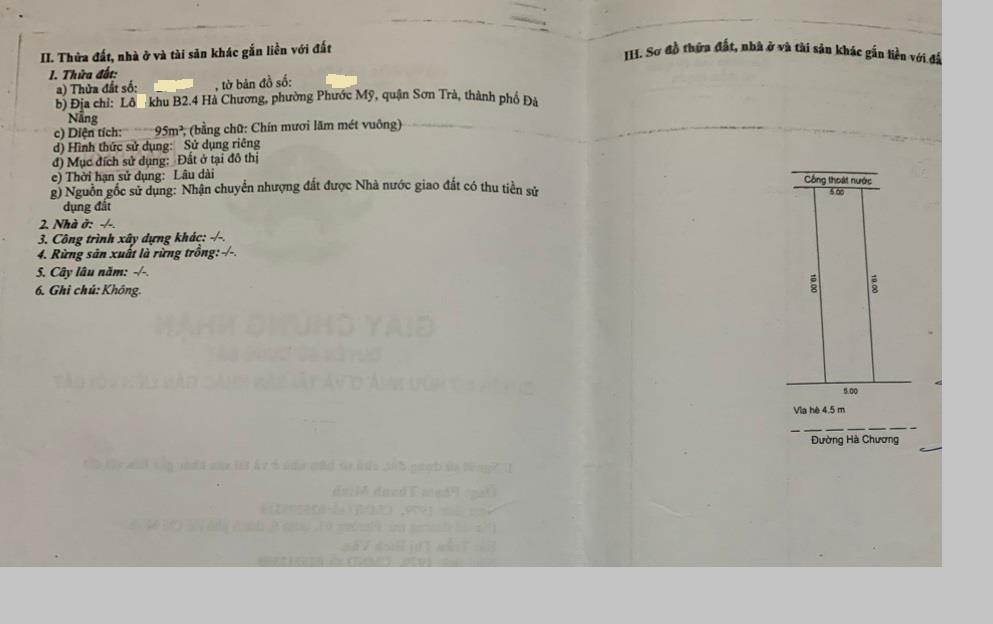 II. Thửa đất, nhà ở và tài sản khác gắn liền với đất
1. Thửa đất:
a) Thửa đất số: , tờ bản đồ số:
b) Địa chỉ: Lô khu B2.4 Hà Chương, phường Phước Mỹ, quận Sơn Trà, thành phố Đà
Nẵng
c) Diện tích: 95m², (bằng chữ: Chín mươi lăm mét vuông)
d) Hình thức sử dụng: Sử dụng riêng
đ) Mục đích sử dụng: Đất ở tại đô thị
e) Thời hạn sử dụng: Lâu dài
g) Nguồn gốc sử dụng: Nhận chuyển nhượng đất được Nhà nước giao đất có thu tiền sử
dụng đất
2. Nhà ở: -/-.
3. Công trình xây dựng khác: -/-.
4. Rừng sản xuất là rừng trồng: -/-.
5. Cây lâu năm: -/-.
6. Ghi chú: Không.
III. Sơ đồ thửa đất, nhà ở và tài sản khác gắn liền với đấ
Cống thoát nước
5.00
19.00
19.00
5.00
Vỉa hè 4.5 m
Đường Hà Chương
GIẤY CHỨNG NHẬN
QUYỀN SỬ DỤNG ĐẤT